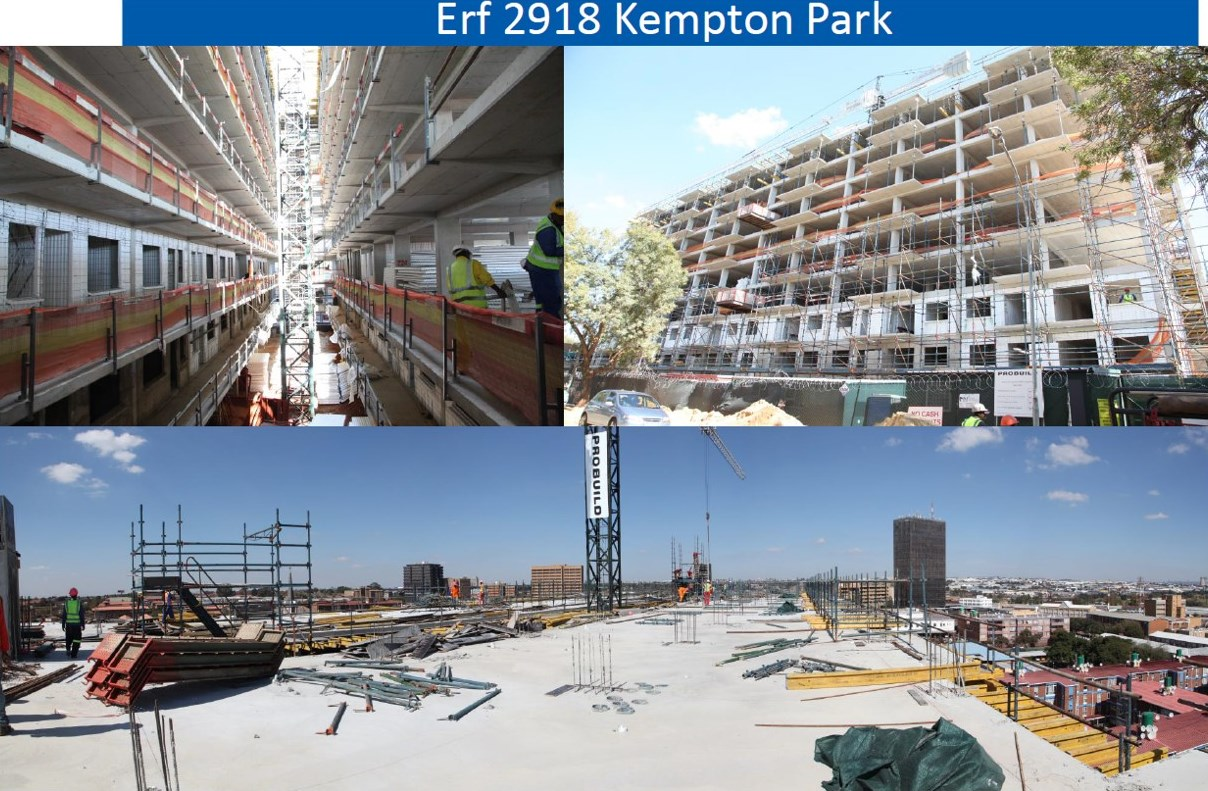 Erf 2918 Kempton Park
PROBUILD
NO CASH
PROBUILD